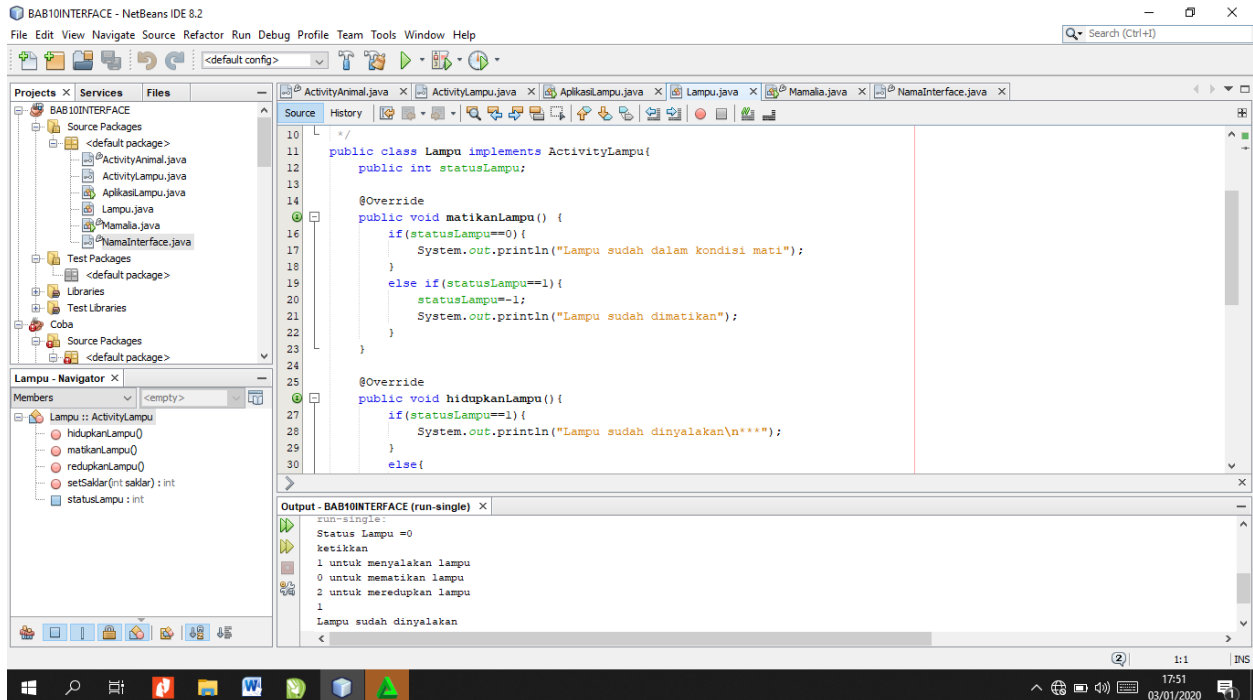 BAB10INTERFACE - NetBeans IDE 8.2
File Edit View Navigate Source Refactor Run Debug Profile Team Tools Window Help
Search (Ctrl+I)
<default config>
Projects Services Files
BAB10INTERFACE
Source Packages
<default package>
ActivityAnimal.java
ActivityLampu.java
AplikasiLampu.java
Lampu.java
Mamalia.java
NamaInterface.java
Test Packages
<default package>
Libraries
Test Libraries
Coba
Source Packages
<default package>
Lampu - Navigator
Members <empty>
Lampu :: ActivityLampu
hidupkanLampu()
matikanLampu()
redupkanLampu()
setSaklar(int saklar) : int
statusLampu : int
ActivityAnimal.java ActivityLampu.java AplikasiLampu.java Lampu.java Mamalia.java NamaInterface.java
Source History
10 */
11 public class Lampu implements ActivityLampu{
12 public int statusLampu;
13
14 @Override
public void matikanLampu() {
16 if(statusLampu==0){
17 System.out.println("Lampu sudah dalam kondisi mati");
18 }
19 else if(statusLampu==1){
20 statusLampu=-1;
21 System.out.println("Lampu sudah dimatikan");
22 }
23 }
24
25 @Override
public void hidupkanLampu(){
27 if(statusLampu==1){
28 System.out.println("Lampu sudah dinyalakan\n***");
29 }
30 else{
Output - BAB10INTERFACE (run-single)
run-single:
Status Lampu =0
ketikkan
1 untuk menyalakan lampu
0 untuk mematikan lampu
2 untuk meredupkan lampu
1
Lampu sudah dinyalakan
2 1:1 INS
17:51
03/01/2020